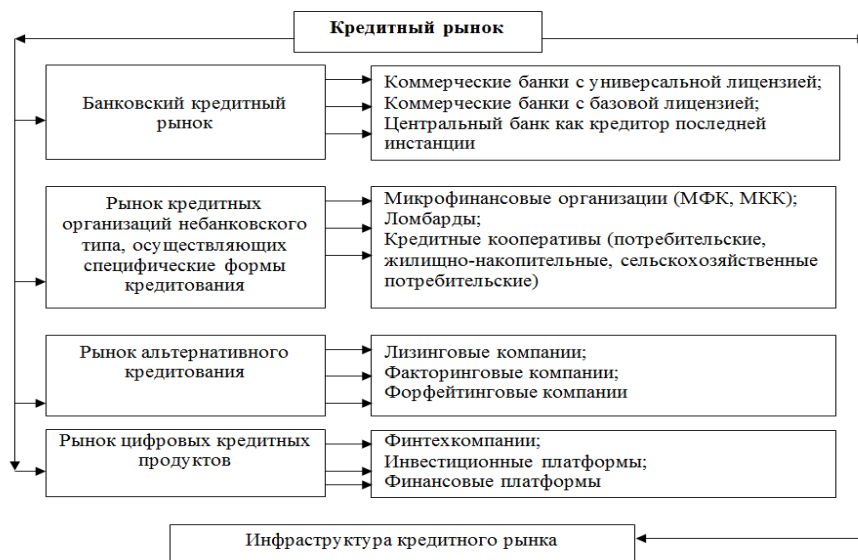 Кредитный рынок
Банковский кредитный
рынок
Коммерческие банки с универсальной лицензией;
Коммерческие банки с базовой лицензией;
Центральный банк как кредитор последней
инстанции
Рынок кредитных
организаций небанковского
типа, осуществляющих
специфические формы
кредитования
Микрофинансовые организации (МФК, МКК);
Ломбарды;
Кредитные кооперативы (потребительские,
жилищно-накопительные, сельскохозяйственные
потребительские)
Рынок альтернативного
кредитования
Лизинговые компании;
Факторинговые компании;
Форфейтинговые компании
Рынок цифровых кредитных
продуктов
Финтехкомпании;
Инвестиционные платформы;
Финансовые платформы
Инфраструктура кредитного рынка